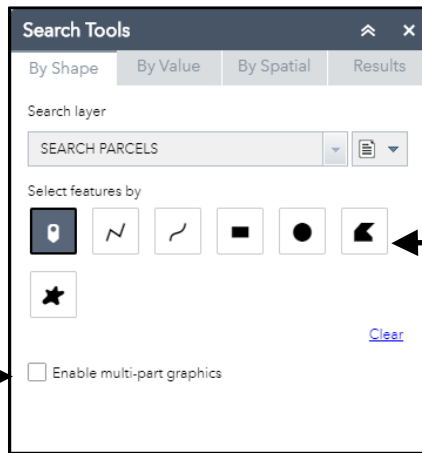 Search Tools
By Shape By Value By Spatial Results
Search layer
SEARCH PARCELS
Select features by
Clear
Enable multi-part graphics